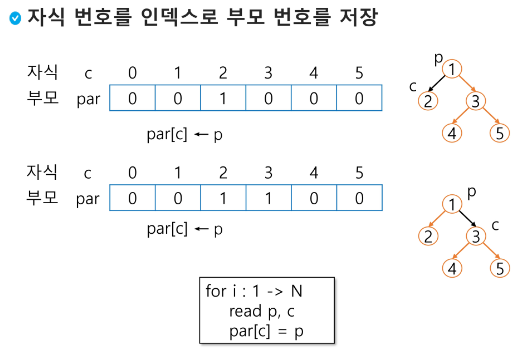 자식 번호를 인덱스로 부모 번호를 저장
자식 c 0 1 2 3 4 5
부모 par 0 0 1 0 0 0
par[c] ← p
p
1
c
2 3
4 5
자식 c 0 1 2 3 4 5
부모 par 0 0 1 1 0 0
par[c] ← p
p
1
c
2 3
4 5
for i : 1 -> N
read p, c
par[c] = p